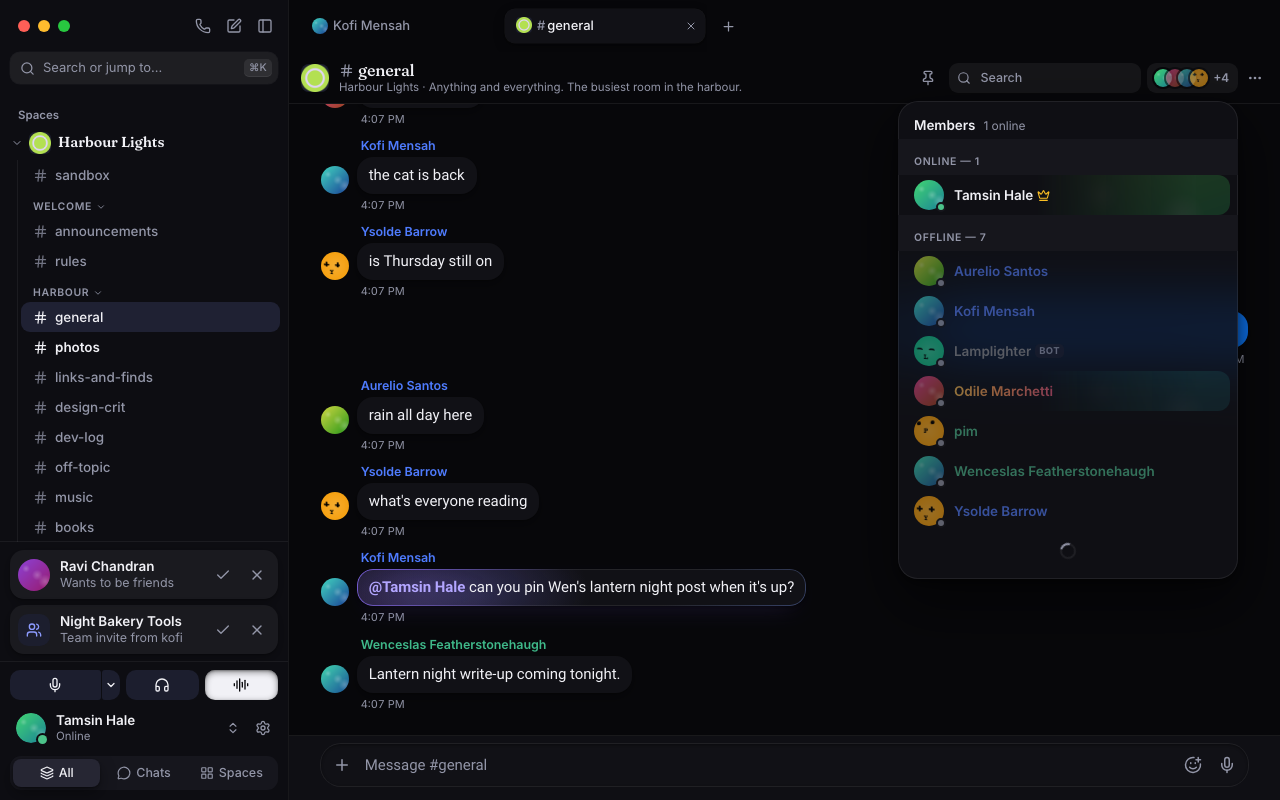 Search or jump to...
⌘K
Spaces
Harbour Lights
# sandbox
WELCOME
# announcements
# rules
HARBOUR
# general
# photos
# links-and-finds
# design-crit
# dev-log
# off-topic
# music
# books
Ravi Chandran
Wants to be friends
Night Bakery Tools
Team invite from kofi
Tamsin Hale
Online
All
Chats
Spaces
Kofi Mensah
# general
# general
Harbour Lights · Anything and everything. The busiest room in the harbour.
Search
+4
4:07 PM
Kofi Mensah
the cat is back
4:07 PM
Ysolde Barrow
is Thursday still on
4:07 PM
Aurelio Santos
rain all day here
4:07 PM
Ysolde Barrow
what's everyone reading
4:07 PM
Kofi Mensah
@Tamsin Hale can you pin Wen's lantern night post when it's up?
4:07 PM
Wenceslas Featherstonehaugh
Lantern night write-up coming tonight.
4:07 PM
Message #general
Members 1 online
ONLINE — 1
Tamsin Hale
OFFLINE — 7
Aurelio Santos
Kofi Mensah
Lamplighter BOT
Odile Marchetti
pim
Wenceslas Featherstonehaugh
Ysolde Barrow